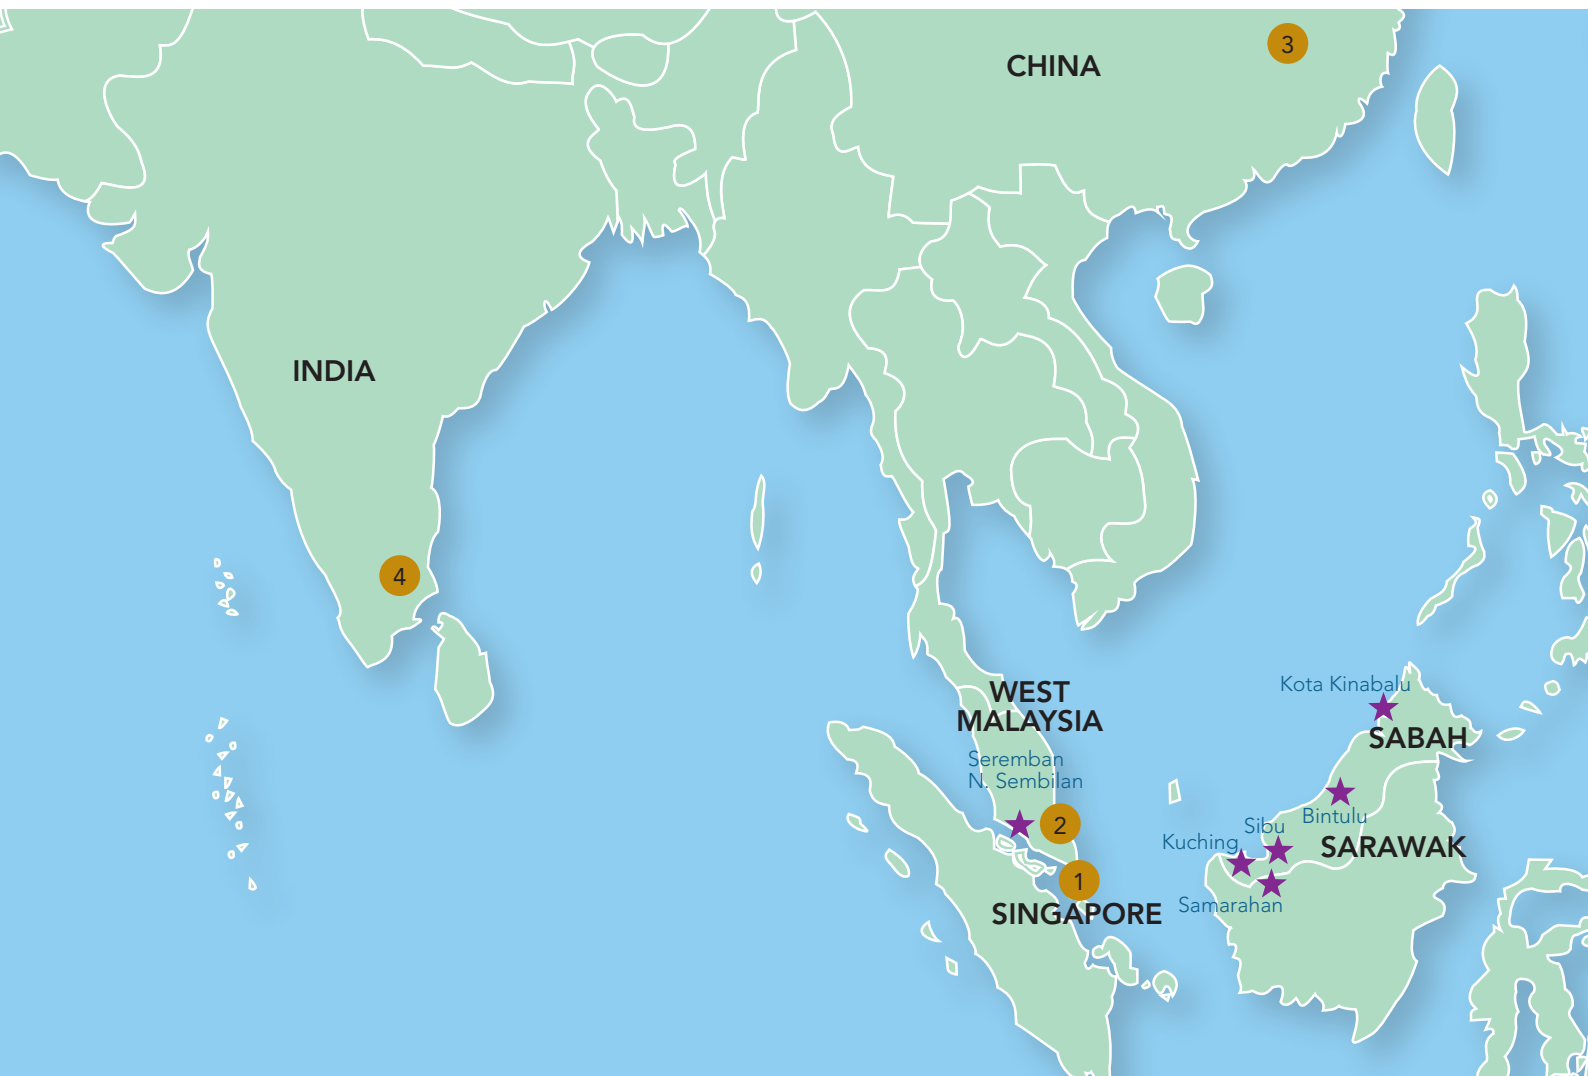 3
CHINA
INDIA
4
Kota Kinabalu
WEST
MALAYSIA
SABAH
Seremban
N. Sembilan
2
Bintulu
Sibu
Kuching
SARAWAK
1
Samarahan
SINGAPORE